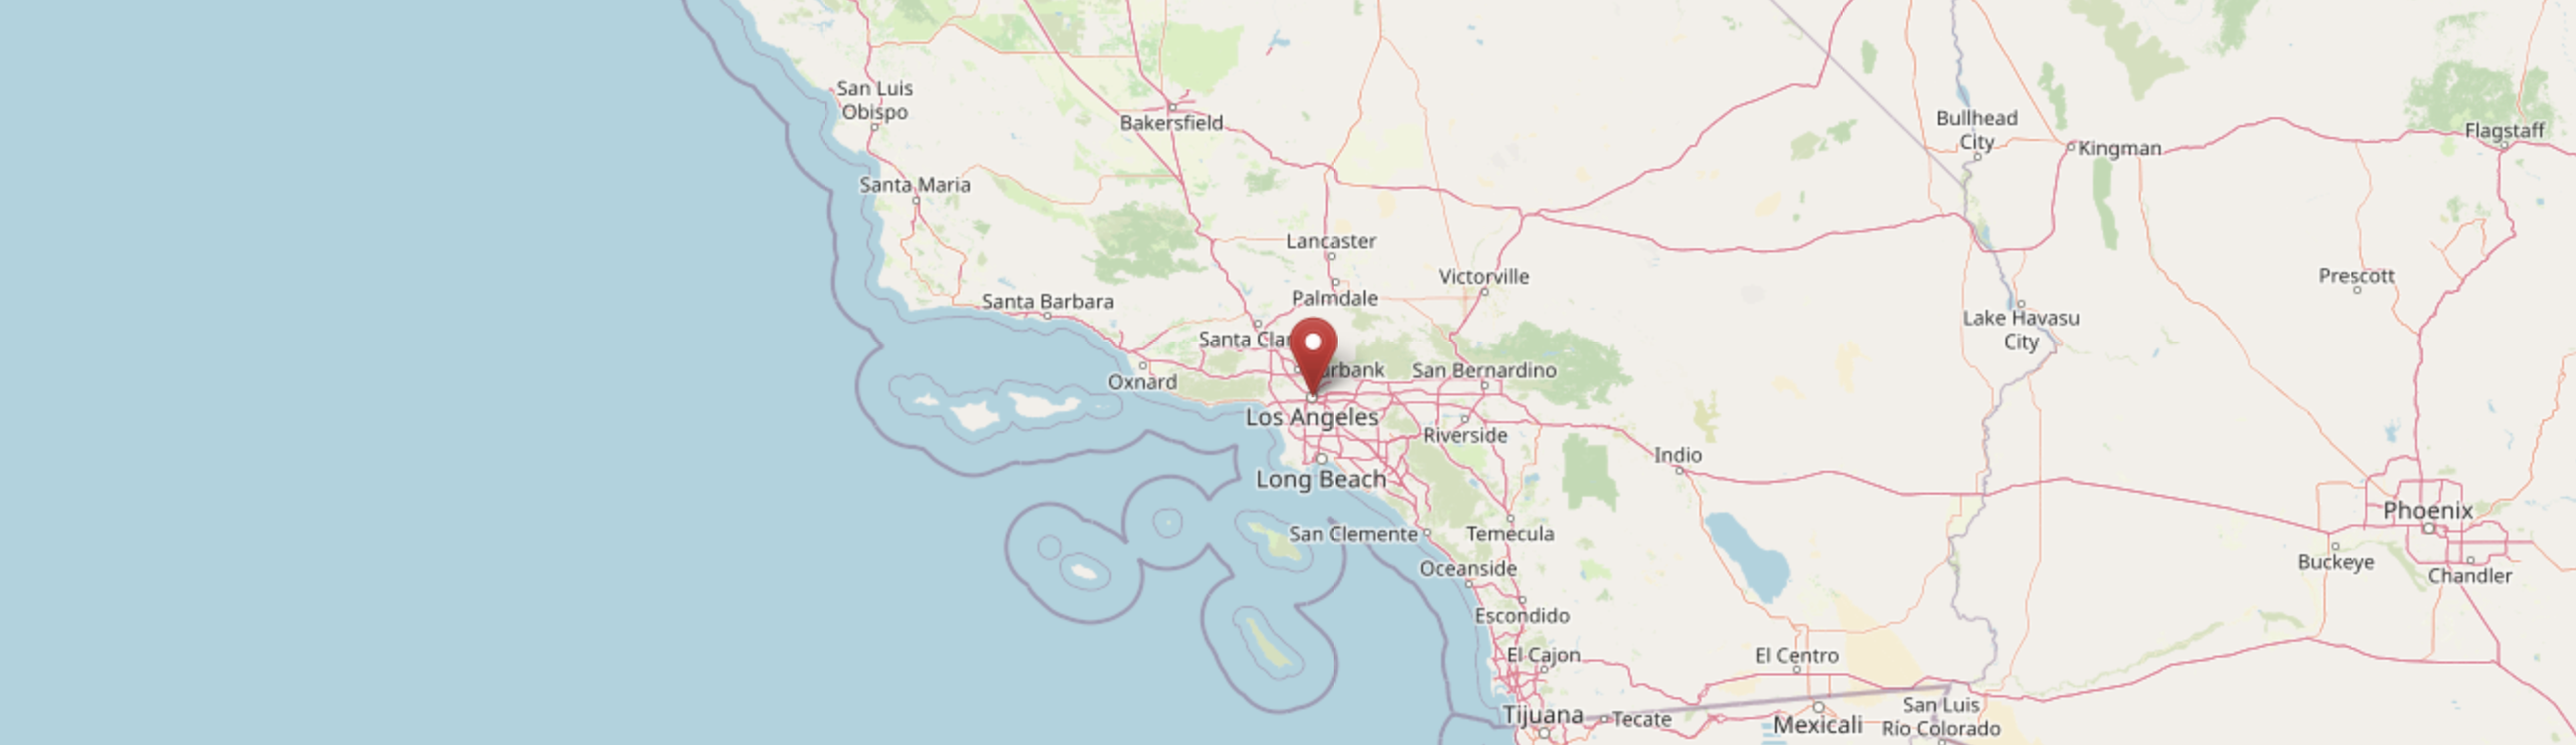 San Luis
Obispo
Bakersfield
Bullhead
City
Flagstaff
Kingman
Santa Maria
Lancaster
Victorville
Prescott
Santa Barbara
Palmdale
Lake Havasu
City
Santa Clar
urbank
San Bernardino
Oxnard
Los Angeles
Riverside
Indio
Long Beach
Phoenix
San Clemente
Temecula
Oceanside
Buckeye
Chandler
Escondido
El Cajon
El Centro
Tijuana
Tecate
Mexicali
San Luis
Río Colorado